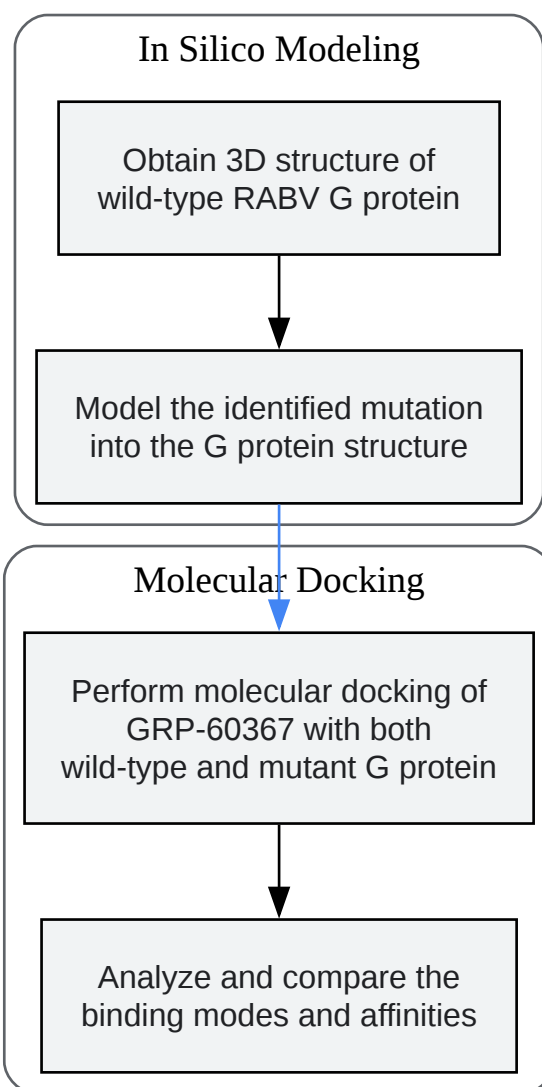 In Silico Modeling
Obtain 3D structure of
wild-type RABV G protein
Model the identified mutation
into the G protein structure
Molecular Docking
Perform molecular docking of
GRP-60367 with both
wild-type and mutant G protein
Analyze and compare the
binding modes and affinities